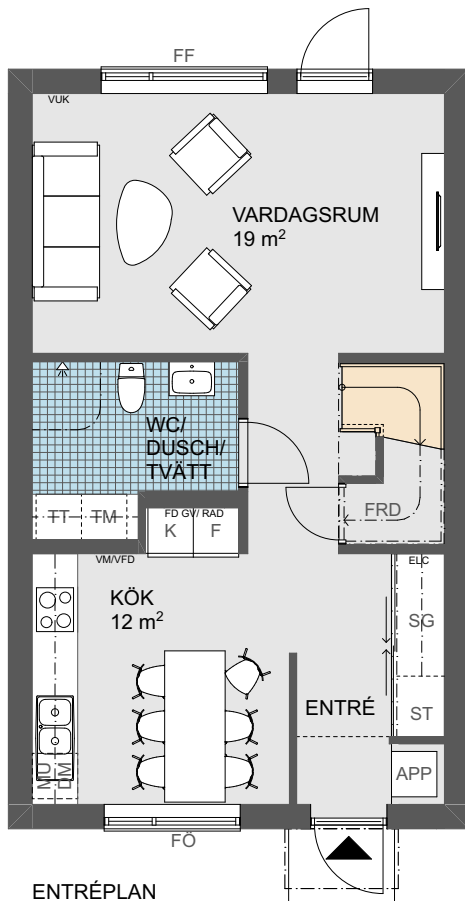 FF
VUK
VARDAGSRUM
19 m²
WC/
DUSCH/
TVÄTT
TT TM
FD GV/ RAD
K F
FRD
VM/VFD
ELC
KÖK
12 m²
SG
ENTRÉ
ST
MU
DM
APP
FÖ
ENTRÉPLAN